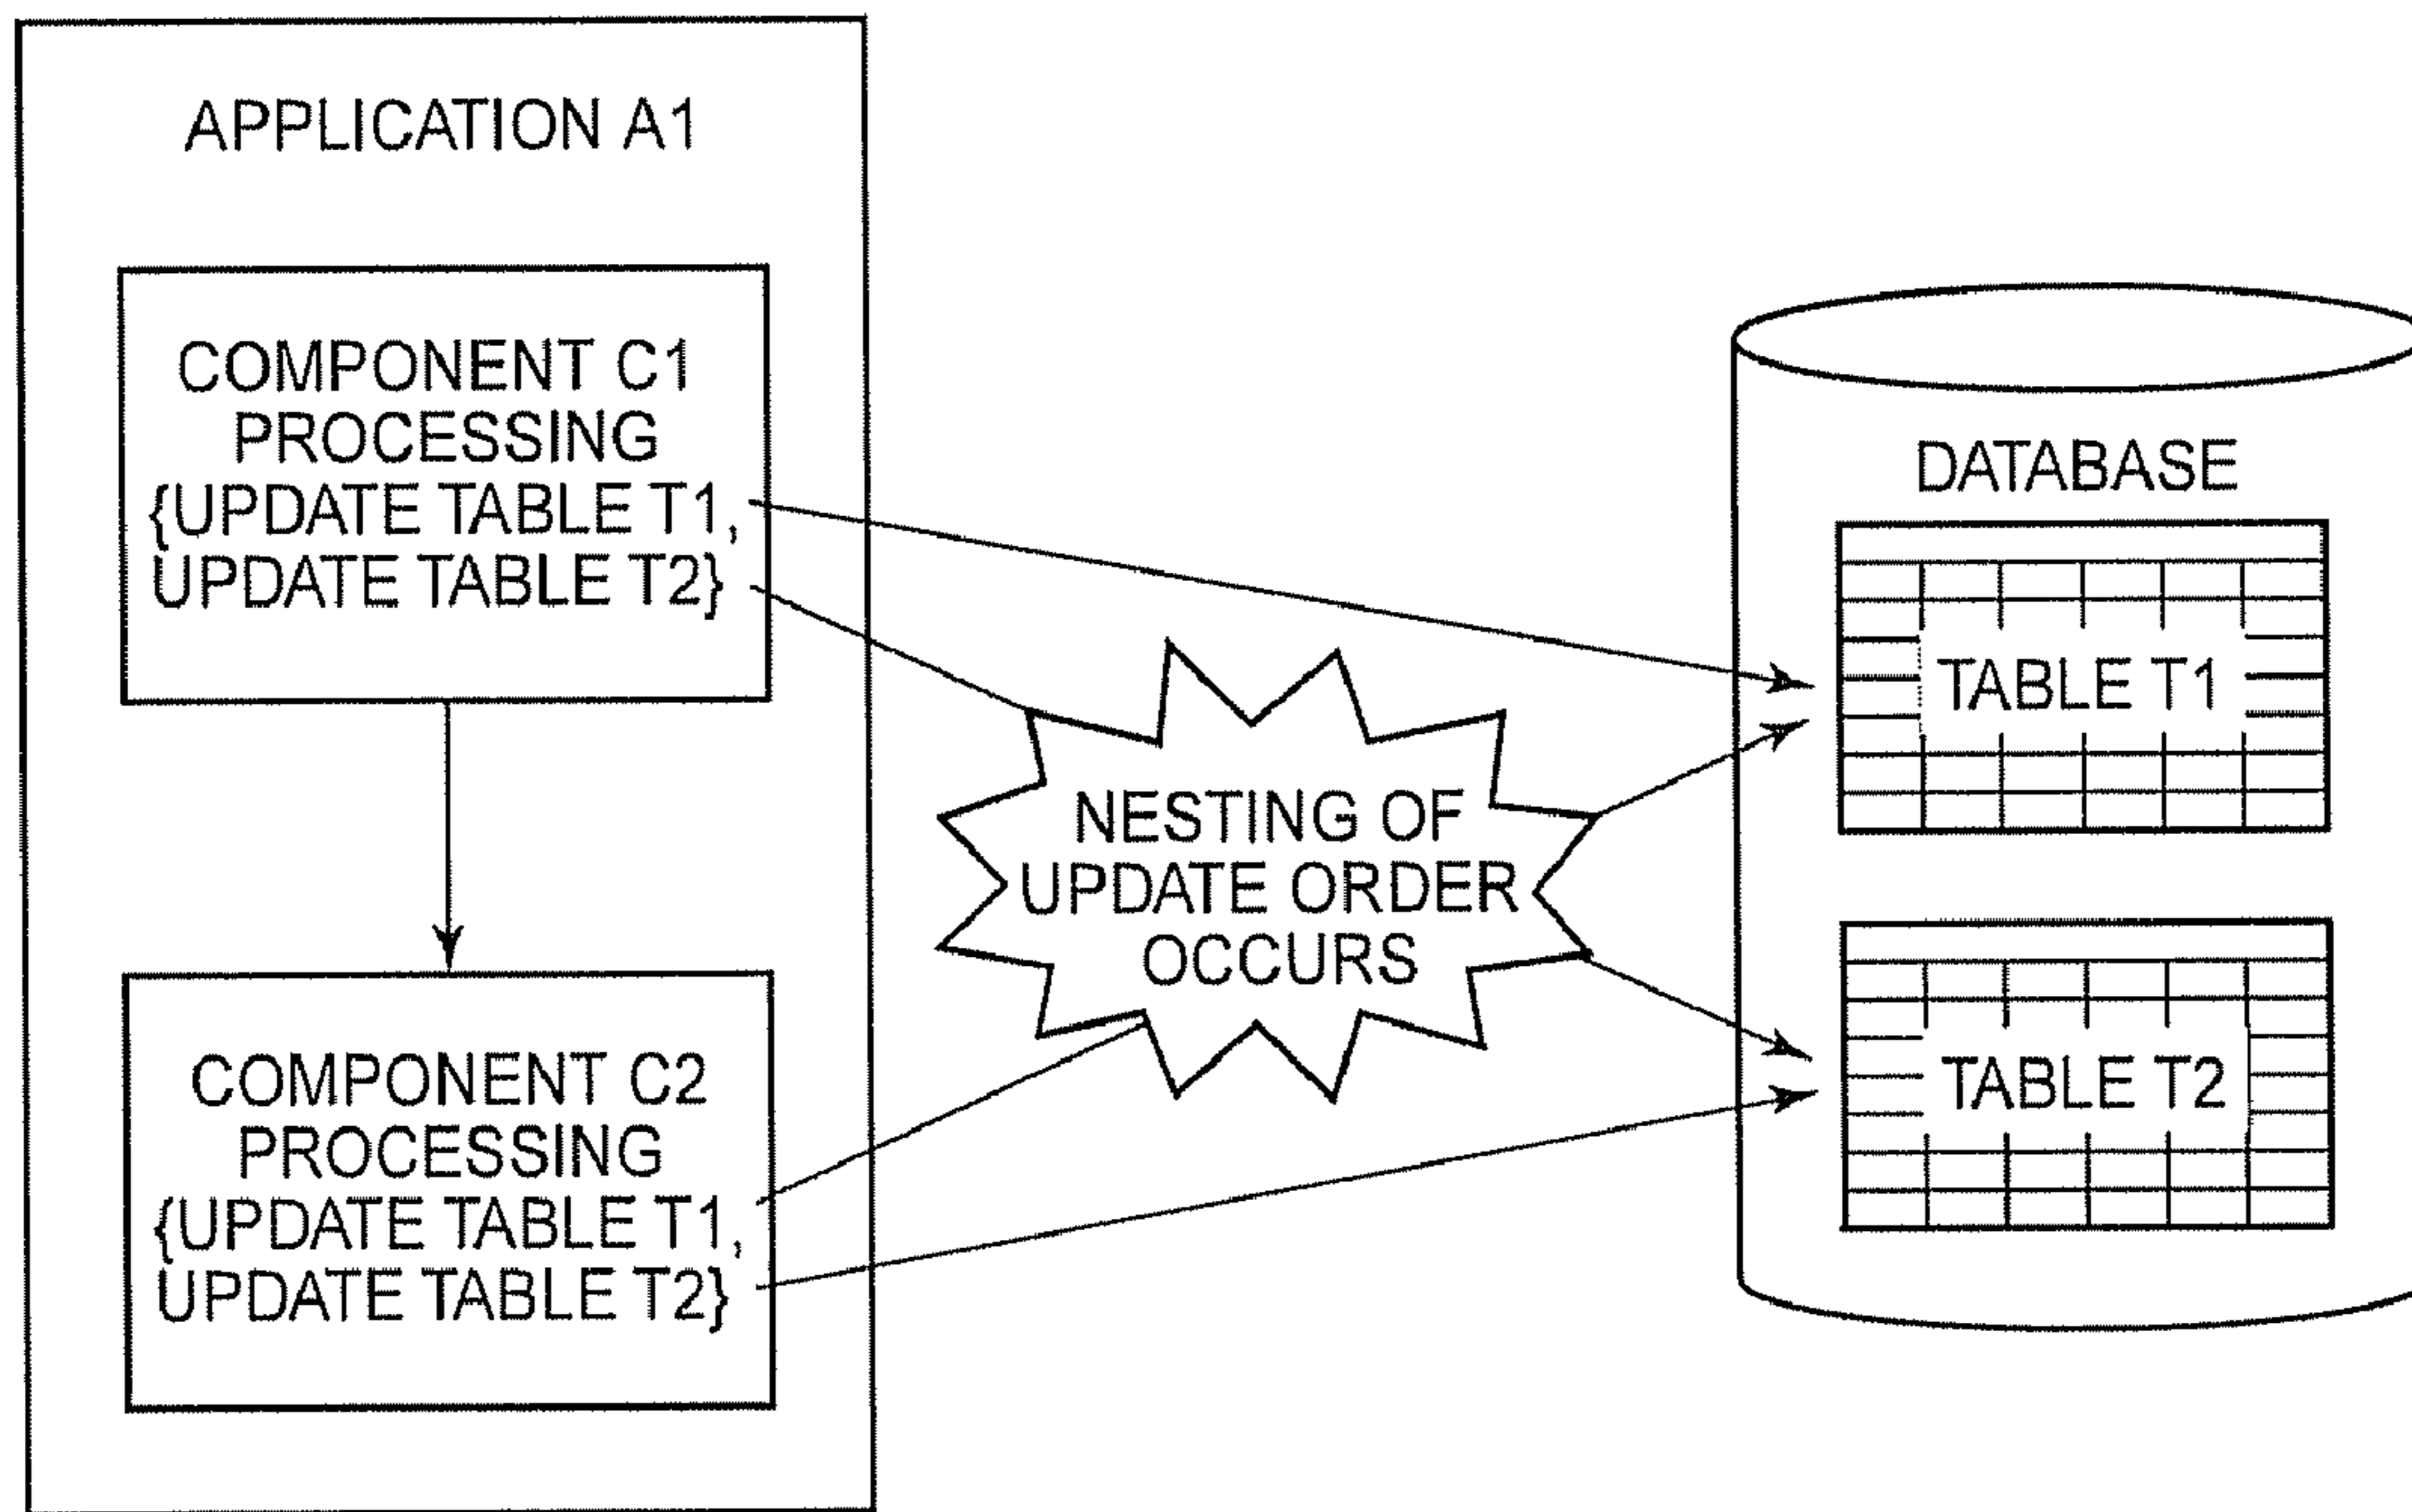 APPLICATION A1
COMPONENT C1
PROCESSING
{UPDATE TABLE T1,
UPDATE TABLE T2}
COMPONENT C2
PROCESSING
{UPDATE TABLE T1,
UPDATE TABLE T2}
NESTING OF
UPDATE ORDER
OCCURS
DATABASE
TABLE T1
TABLE T2